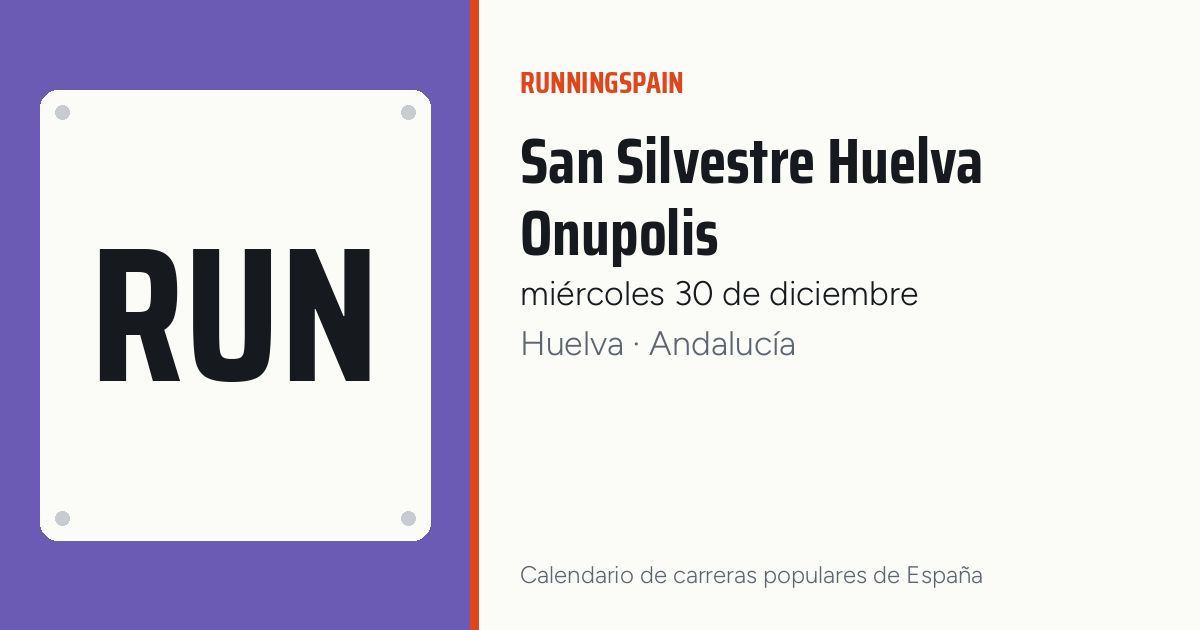 RUN
RUNNINGSPAIN
San Silvestre Huelva
Onupolis
miércoles 30 de diciembre
Huelva · Andalucía
Calendario de carreras populares de España